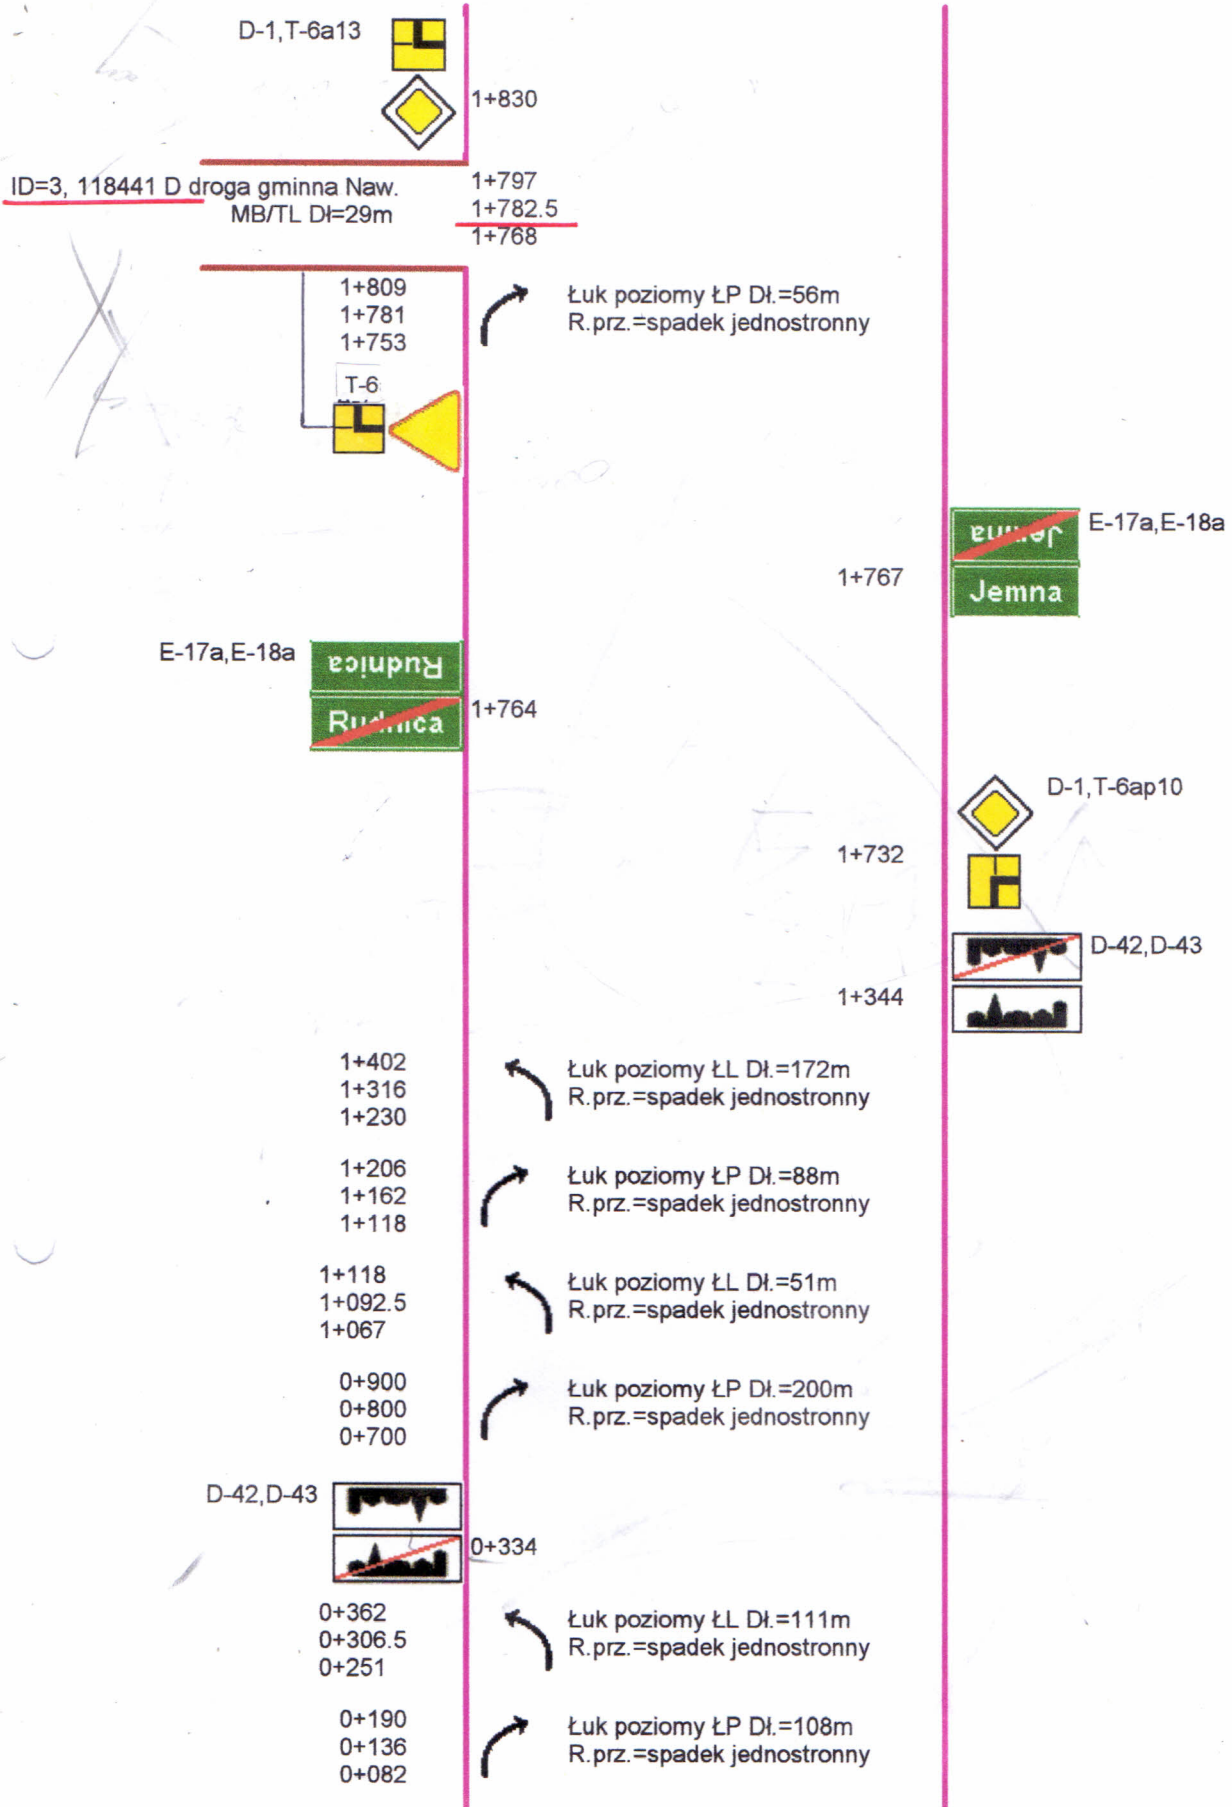 D-1,T-6a13
1+830
ID=3, 118441 D droga gminna Naw.
MB/TL Dł=29m
1+797
1+782.5
1+768
1+809
1+781
1+753
Łuk poziomy ŁP Dł.=56m
R.prz.=spadek jednostronny
T-6
Jemna
E-17a,E-18a
1+767
Jemna
E-17a,E-18a
Rudnica
Rudnica
1+764
D-1,T-6ap10
1+732
D-42,D-43
1+344
1+402
1+316
1+230
Łuk poziomy ŁL Dł.=172m
R.prz.=spadek jednostronny
1+206
1+162
1+118
Łuk poziomy ŁP Dł.=88m
R.prz.=spadek jednostronny
1+118
1+092.5
1+067
Łuk poziomy ŁL Dł.=51m
R.prz.=spadek jednostronny
0+900
0+800
0+700
Łuk poziomy ŁP Dł.=200m
R.prz.=spadek jednostronny
D-42,D-43
0+334
0+362
0+306.5
0+251
Łuk poziomy ŁL Dł.=111m
R.prz.=spadek jednostronny
0+190
0+136
0+082
Łuk poziomy ŁP Dł.=108m
R.prz.=spadek jednostronny